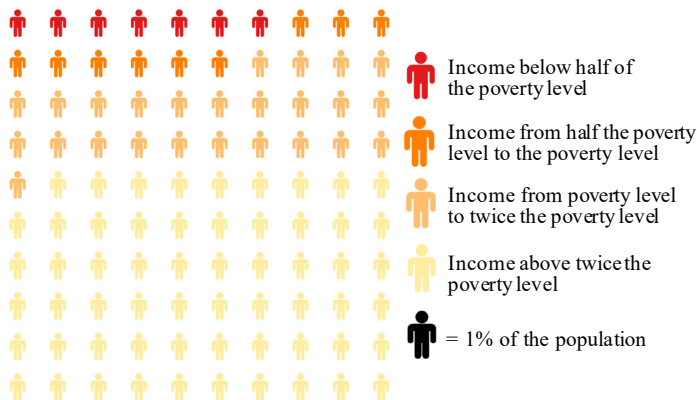 Income below half of
the poverty level
Income from half the poverty
level to the poverty level
Income from poverty level
to twice the poverty level
Income above twice the
poverty level
= 1% of the population